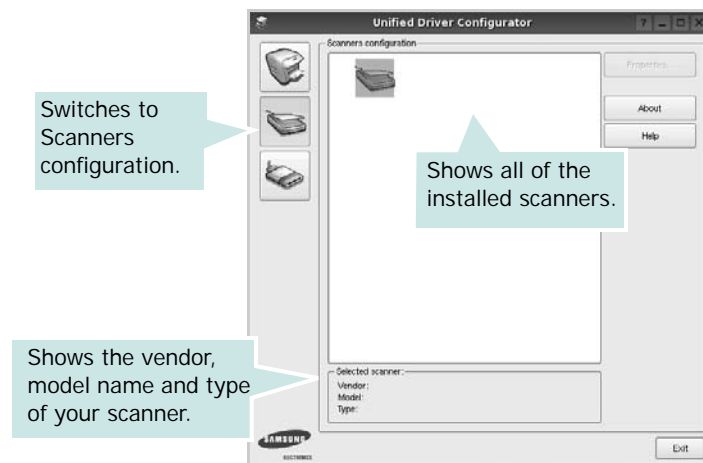 Unified Driver Configurator
Scanners configuration
Properties...
About
Help
Switches to
Scanners
configuration.
Shows all of the
installed scanners.
Shows the vendor,
model name and type
of your scanner.
Selected scanner:
Vendor:
Model:
Type:
SAMSUNG
ELECTRONICS
Exit